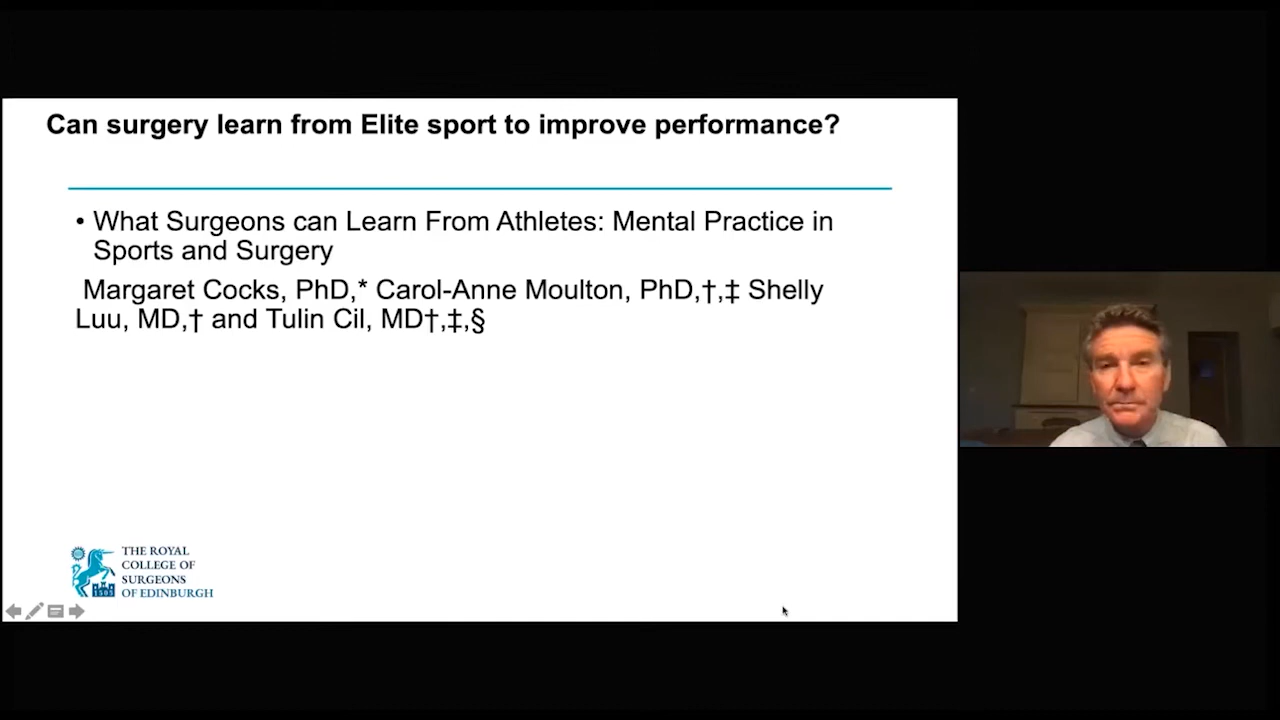 Can surgery learn from Elite sport to improve performance?
• What Surgeons can Learn From Athletes: Mental Practice in
Sports and Surgery
Margaret Cocks, PhD,* Carol-Anne Moulton, PhD,†,‡ Shelly
Luu, MD,† and Tulin Cil, MD†,‡,§
THE ROYAL
COLLEGE OF
SURGEONS
OF EDINBURGH